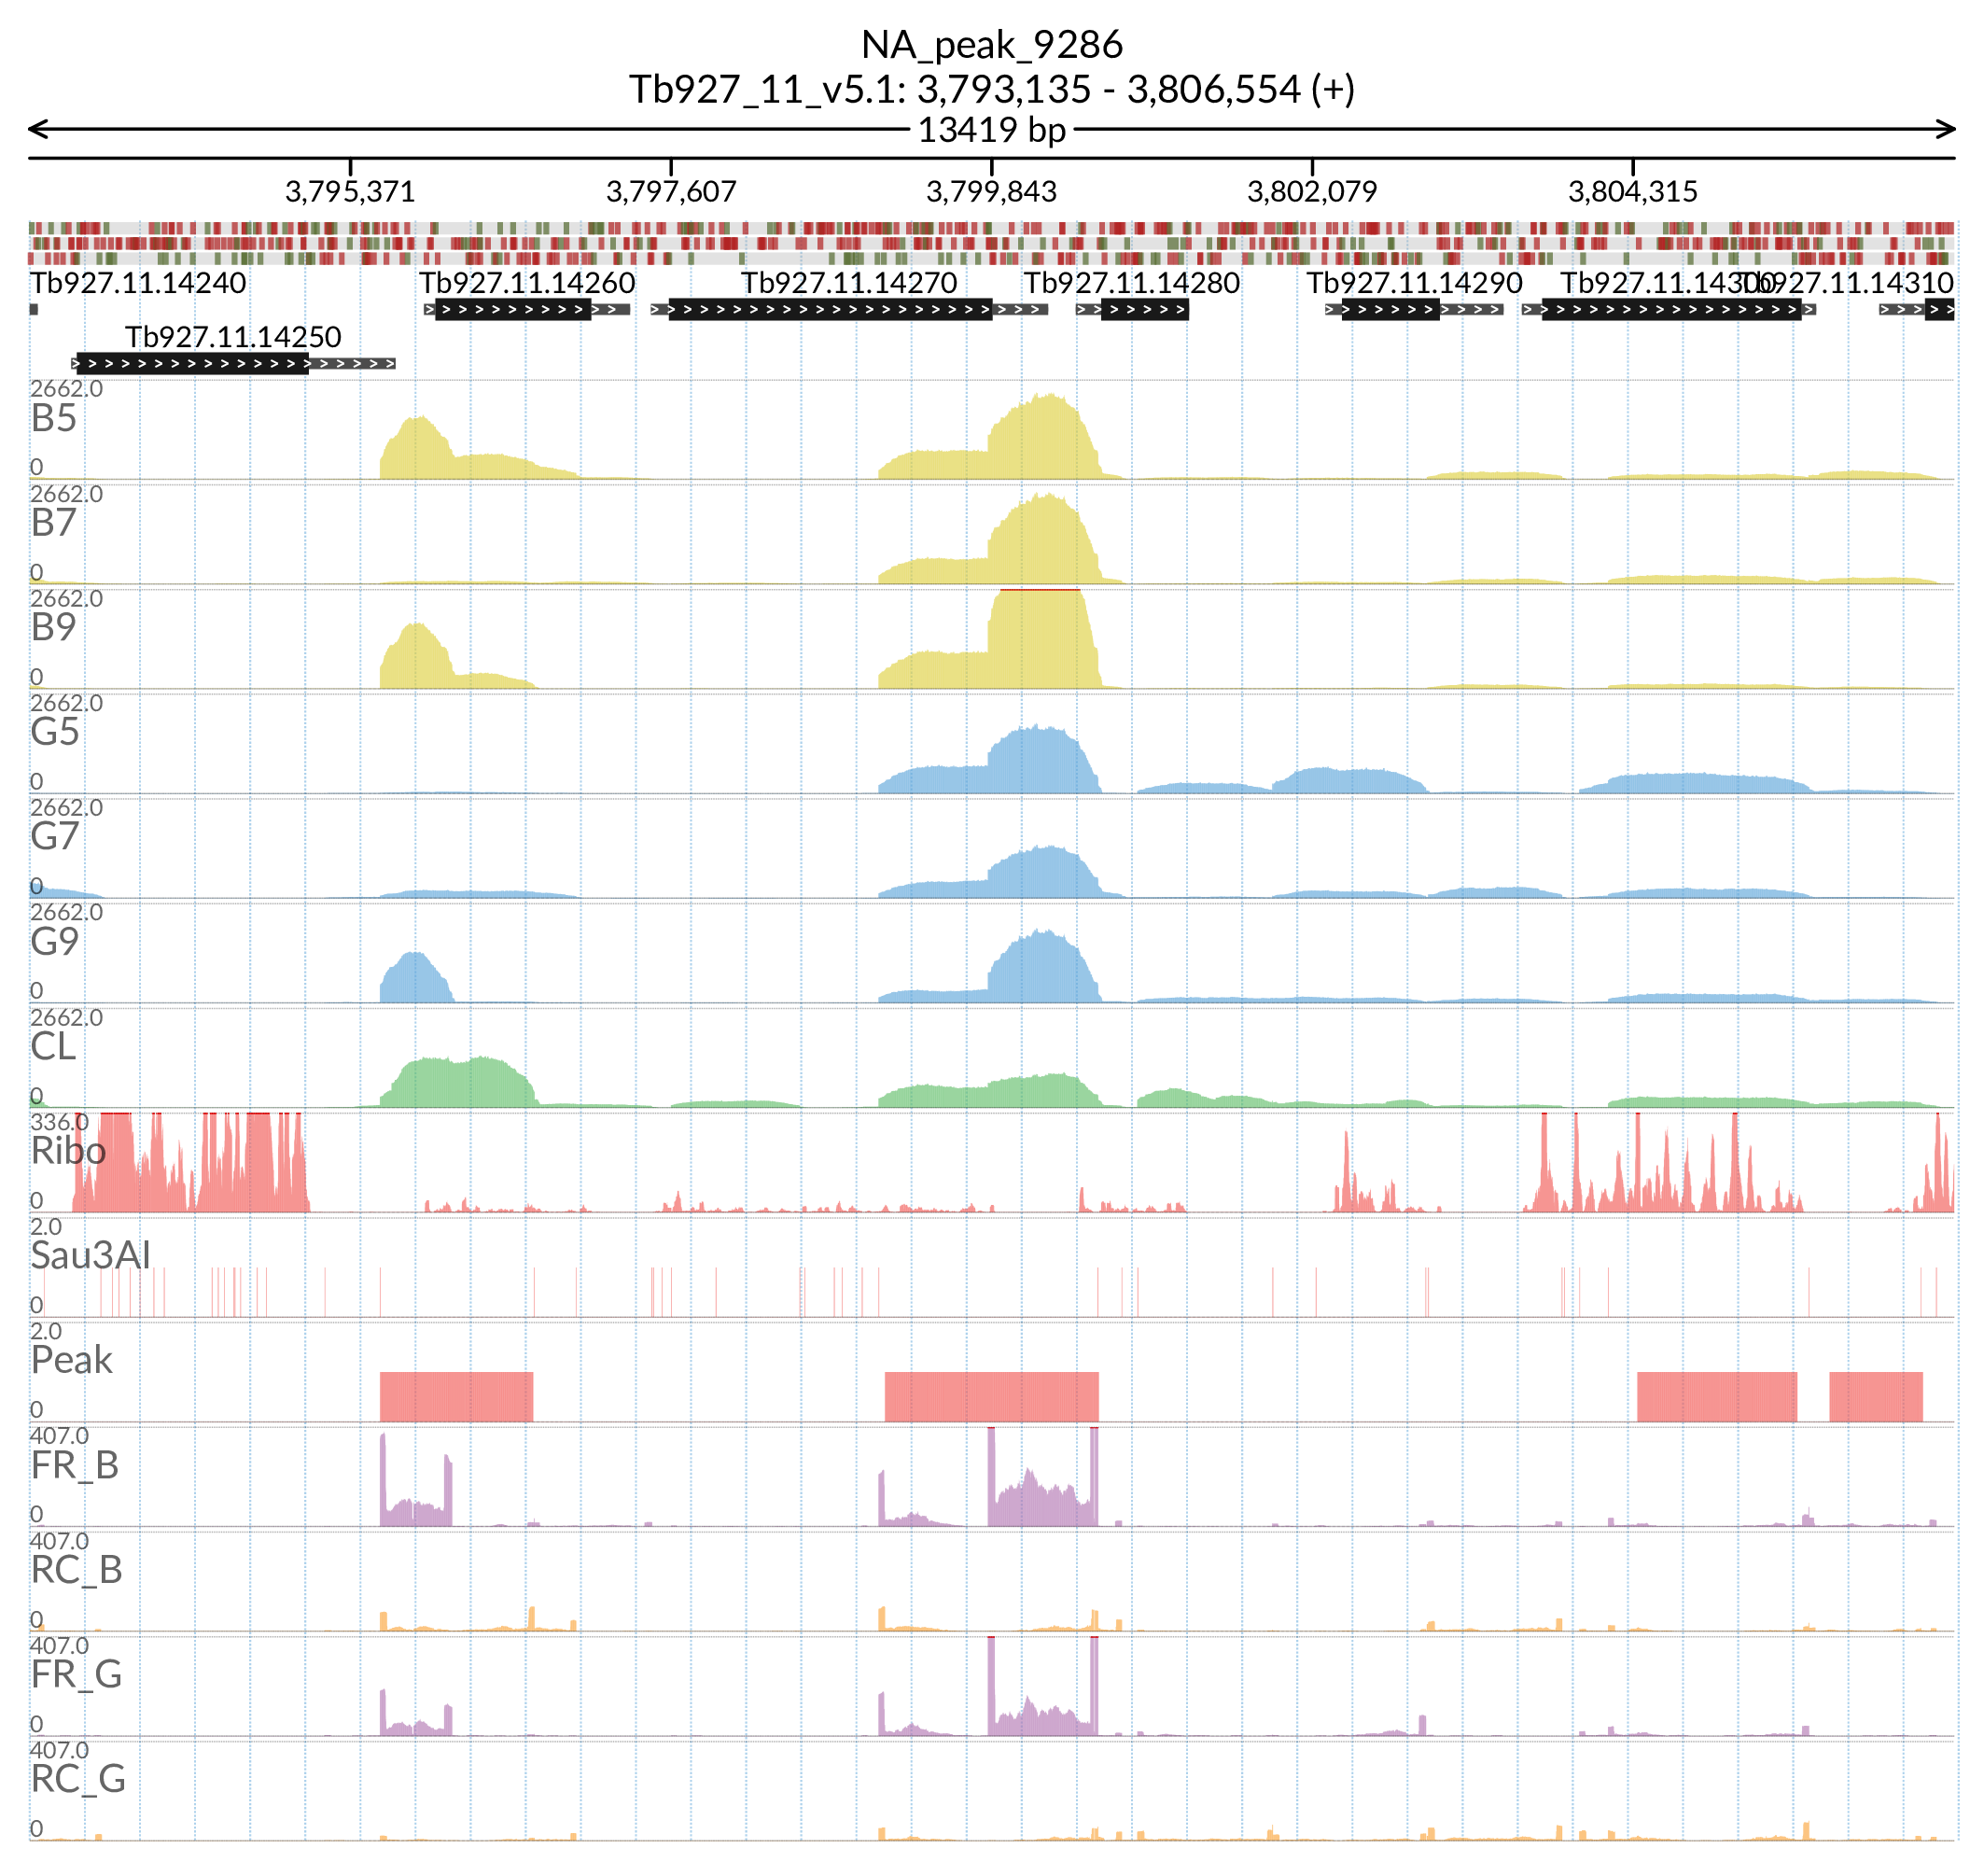 NA_peak_9286
Tb927_11_v5.1: 3,793,135 - 3,806,554 (+)
13419 bp
3,795,371 3,797,607 3,799,843 3,802,079 3,804,315
Tb927.11.14240 Tb927.11.14260 Tb927.11.14270 Tb927.11.14280 Tb927.11.14290 Tb927.11.14300 Tb927.11.14310
Tb927.11.14250
2662.0
B5
0
2662.0
B7
0
2662.0
B9
0
2662.0
G5
0
2662.0
G7
0
2662.0
G9
0
2662.0
CL
0
336.0
Ribo
0
2.0
Sau3AI
0
2.0
Peak
0
407.0
FR_B
0
407.0
RC_B
0
407.0
FR_G
0
407.0
RC_G
0